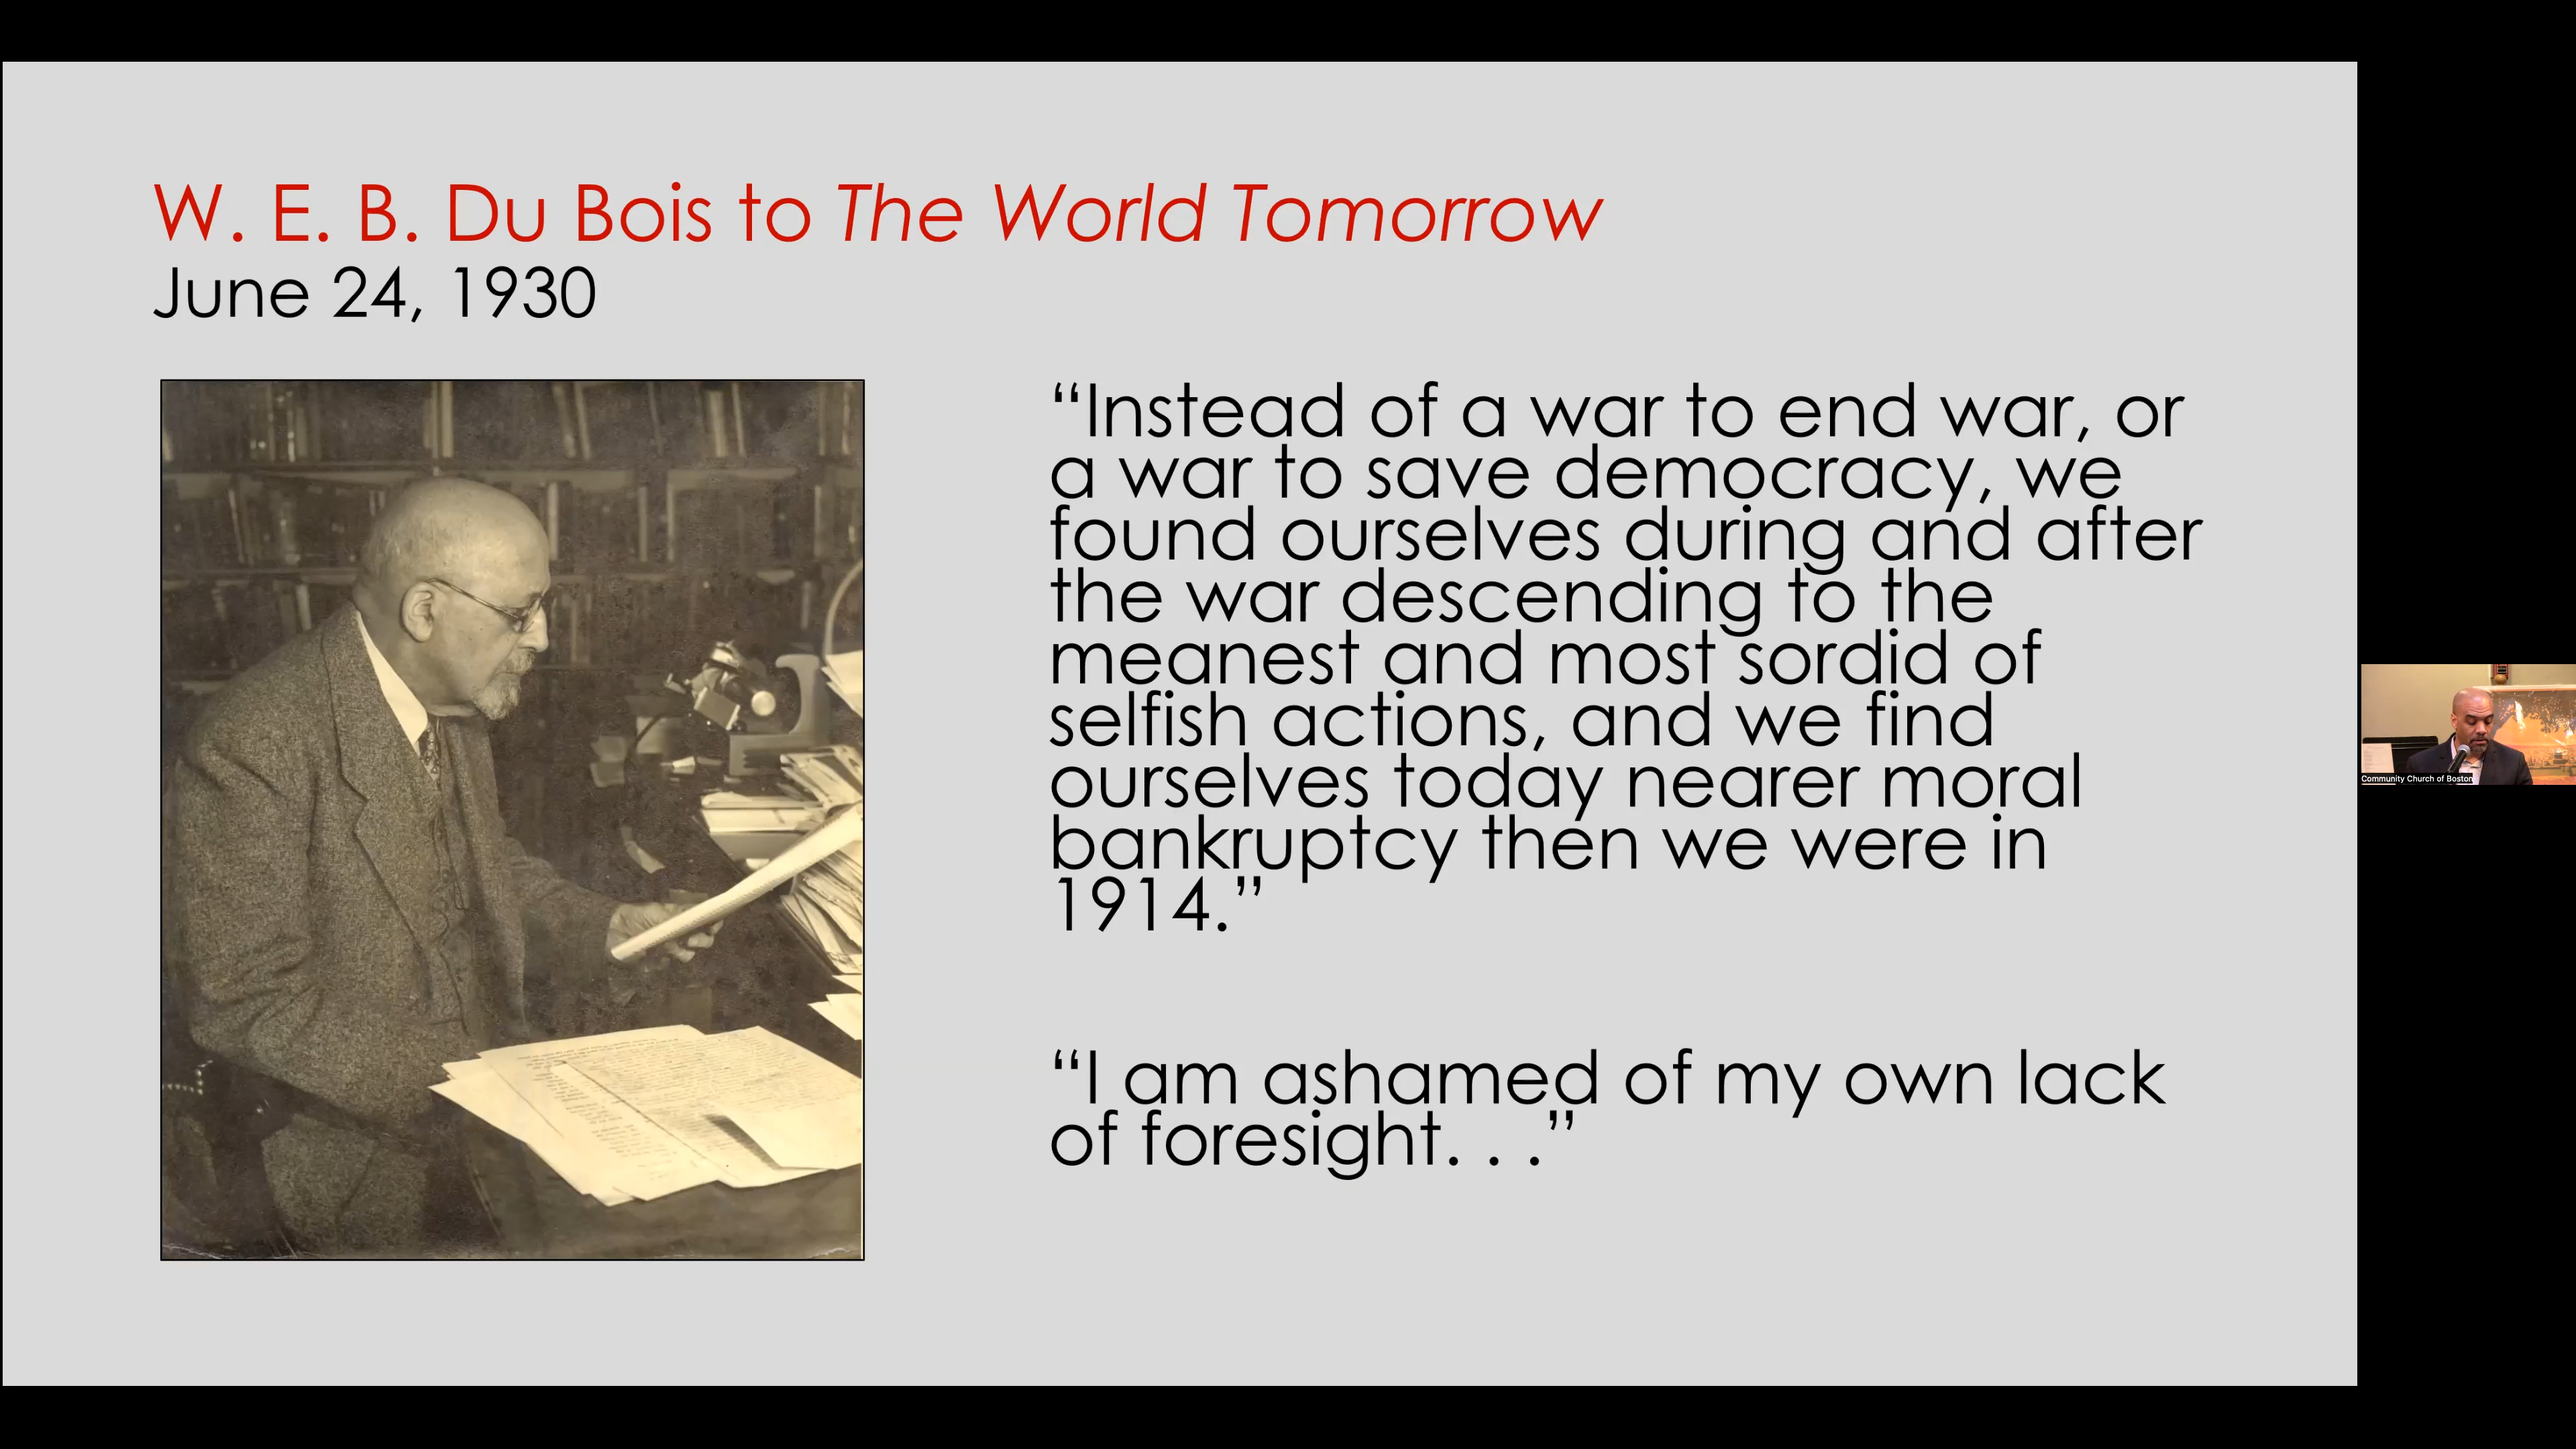 W. E. B. Du Bois to The World Tomorrow
June 24, 1930
“Instead of a war to end war, or
a war to save democracy, we
found ourselves during and after
the war descending to the
meanest and most sordid of
selfish actions, and we find
ourselves today nearer moral
bankruptcy then we were in
1914.”
“I am ashamed of my own lack
of foresight. . .”
Community Church of Boston